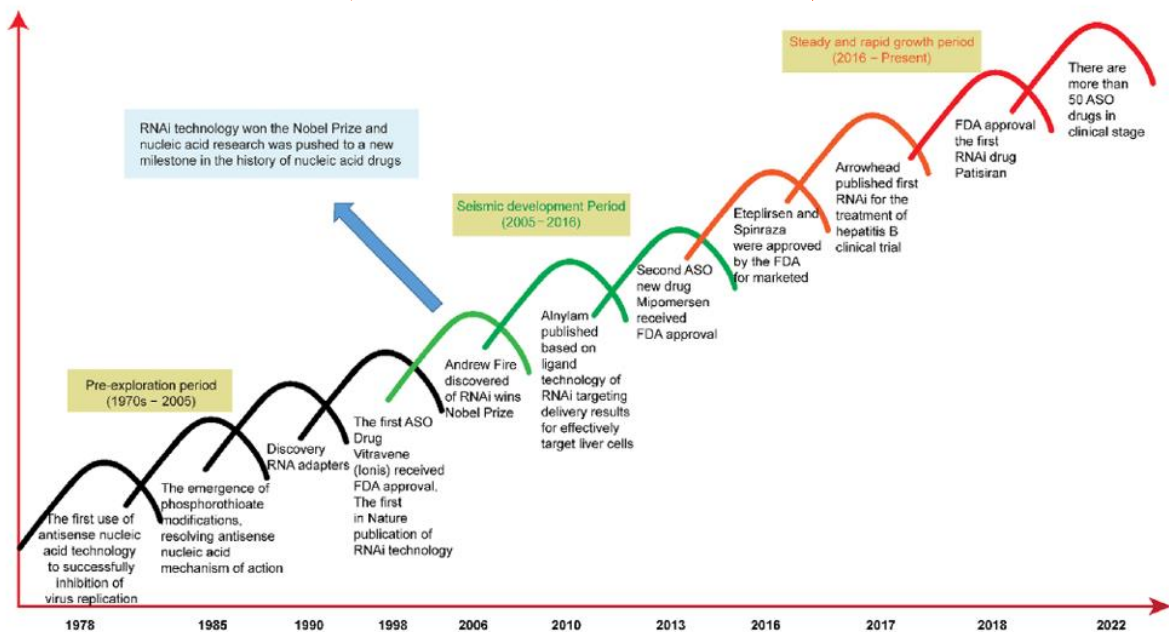 Steady and rapid growth period
(2016 – Present)
There are
more than
50 ASO
drugs in
clinical stage
RNAi technology won the Nobel Prize and
nucleic acid research was pushed to a new
milestone in the history of nucleic acid drugs
FDA approval
the first
RNAi drug
Patisiran
Arrowhead
published first
RNAi for the
treatment of
hepatitis B
clinical trial
Seismic development Period
(2005 – 2016)
Eteplirsen and
Spinraza
were approved
by the FDA
for marketed
Second ASO
new drug
Mipomersen
received
FDA approval
Alnylam
published
based on
ligand
technology of
RNAi targeting
delivery results
for effectively
target liver cells
Andrew Fire
discovered
of RNAi wins
Nobel Prize
Pre-exploration period
(1970s – 2005)
The first ASO
Drug
Vitravene
(Ionis) received
FDA approval,
The first
in Nature
publication of
RNAi technology
Discovery
RNA adapters
The emergence of
phosphorothioate
modifications,
resolving antisense
nucleic acid
mechanism of action
The first use of
antisense nucleic
acid technology
to successfully
inhibition of
virus replication
1978 1985 1990 1998 2006 2010 2013 2016 2017 2018 2022